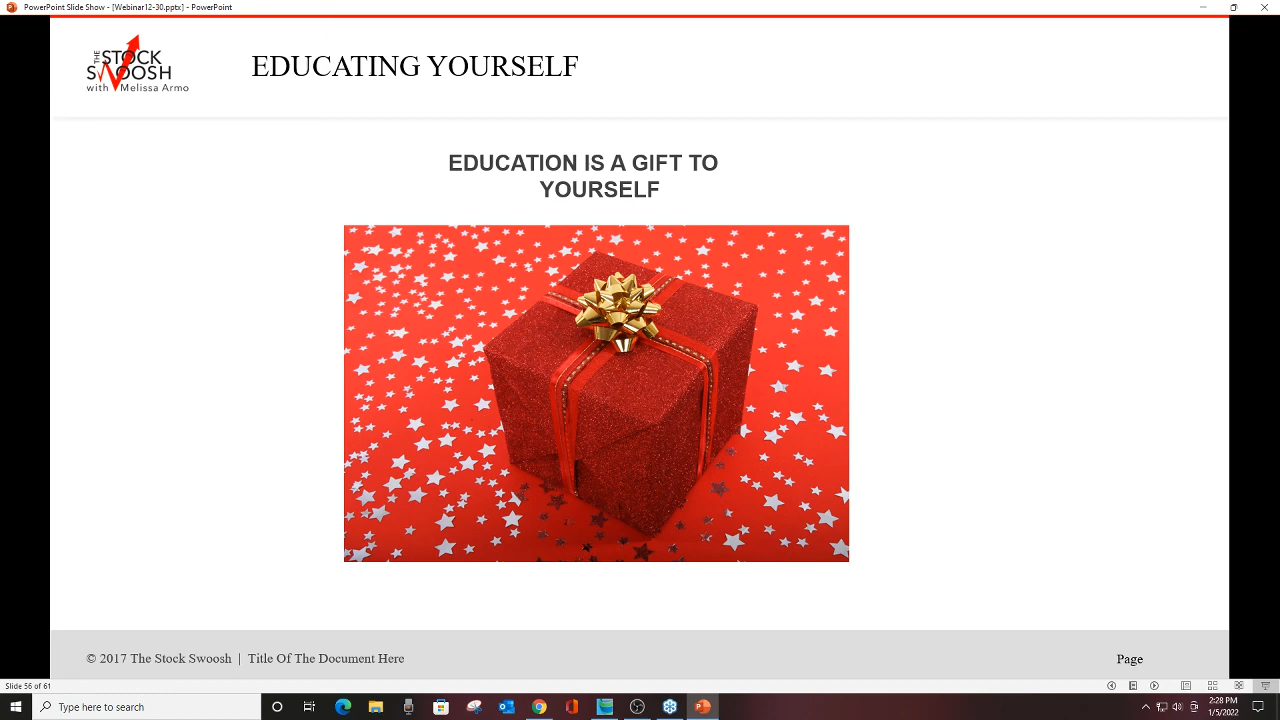 PowerPoint Slide Show - [Webinar12-30.pptx] - PowerPoint
THE
STOCK
SWOOSH
with Melissa Armo
EDUCATING YOURSELF
EDUCATION IS A GIFT TO
YOURSELF
© 2017 The Stock Swoosh | Title Of The Document Here
Page
Slide 56 of 61
Type here to search
2:28 PM
1/5/2022